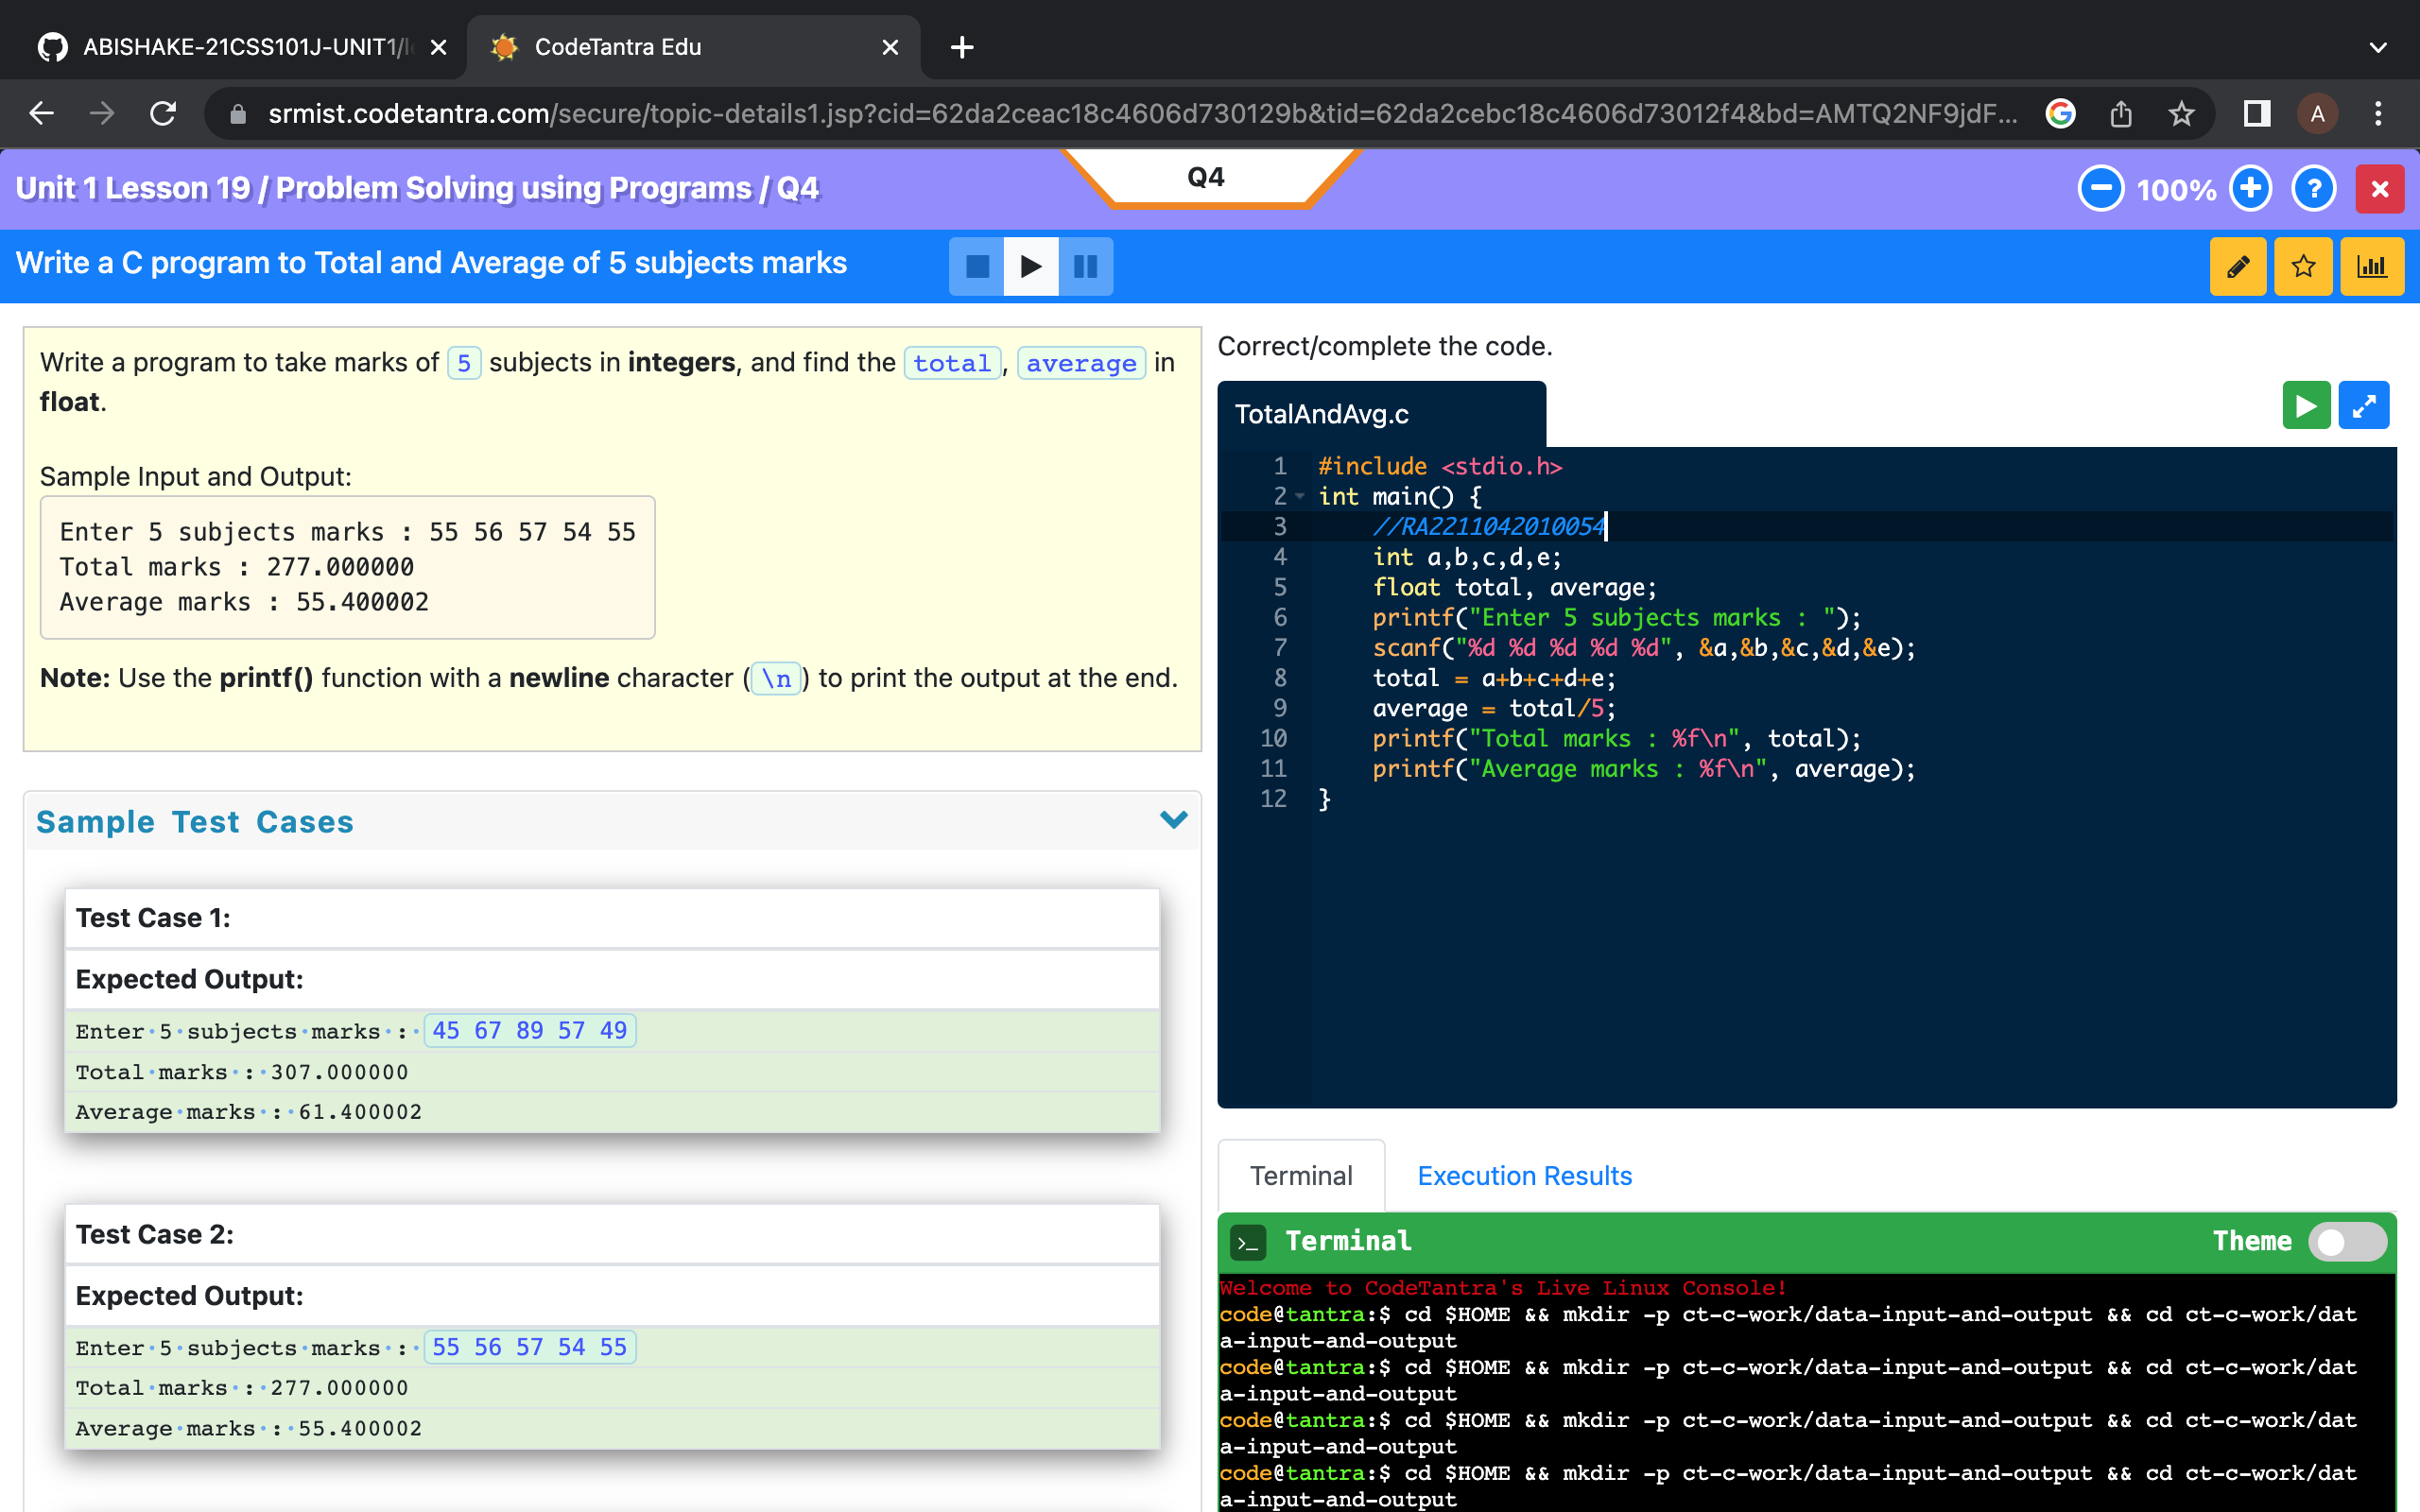 ABISHAKE-21CSS101J-UNIT1/
CodeTantra Edu
srmist.codetantra.com/secure/topic-details1.jsp?cid=62da2ceac18c4606d730129b&tid=62da2cebc18c4606d73012f4&bd=AMTQ2NF9jdF...
A
Unit 1 Lesson 19 / Problem Solving using Programs / Q4
Q4
100%
?
Write a C program to Total and Average of 5 subjects marks
Write a program to take marks of 5 subjects in integers, and find the total, average in
float.
Sample Input and Output:
Enter 5 subjects marks : 55 56 57 54 55
Total marks : 277.000000
Average marks : 55.400002
Note: Use the printf() function with a newline character (\n) to print the output at the end.
Sample Test Cases
Test Case 1:
Expected Output:
Enter·5·subjects·marks·:·45 67 89 57 49
Total·marks·:·307.000000
Average·marks·:·61.400002
Test Case 2:
Expected Output:
Enter·5·subjects·marks·:·55 56 57 54 55
Total·marks·:·277.000000
Average·marks·:·55.400002
Correct/complete the code.
TotalAndAvg.c
1 #include <stdio.h>
2 int main() {
3 //RA2211042010054
4 int a,b,c,d,e;
5 float total, average;
6 printf("Enter 5 subjects marks : ");
7 scanf("%d %d %d %d %d", &a,&b,&c,&d,&e);
8 total = a+b+c+d+e;
9 average = total/5;
10 printf("Total marks : %f\n", total);
11 printf("Average marks : %f\n", average);
12 }
Terminal
Execution Results
>_ Terminal
Theme
Welcome to CodeTantra's Live Linux Console!
code@tantra:$ cd $HOME && mkdir -p ct-c-work/data-input-and-output && cd ct-c-work/dat
a-input-and-output
code@tantra:$ cd $HOME && mkdir -p ct-c-work/data-input-and-output && cd ct-c-work/dat
a-input-and-output
code@tantra:$ cd $HOME && mkdir -p ct-c-work/data-input-and-output && cd ct-c-work/dat
a-input-and-output
code@tantra:$ cd $HOME && mkdir -p ct-c-work/data-input-and-output && cd ct-c-work/dat
a-input-and-output